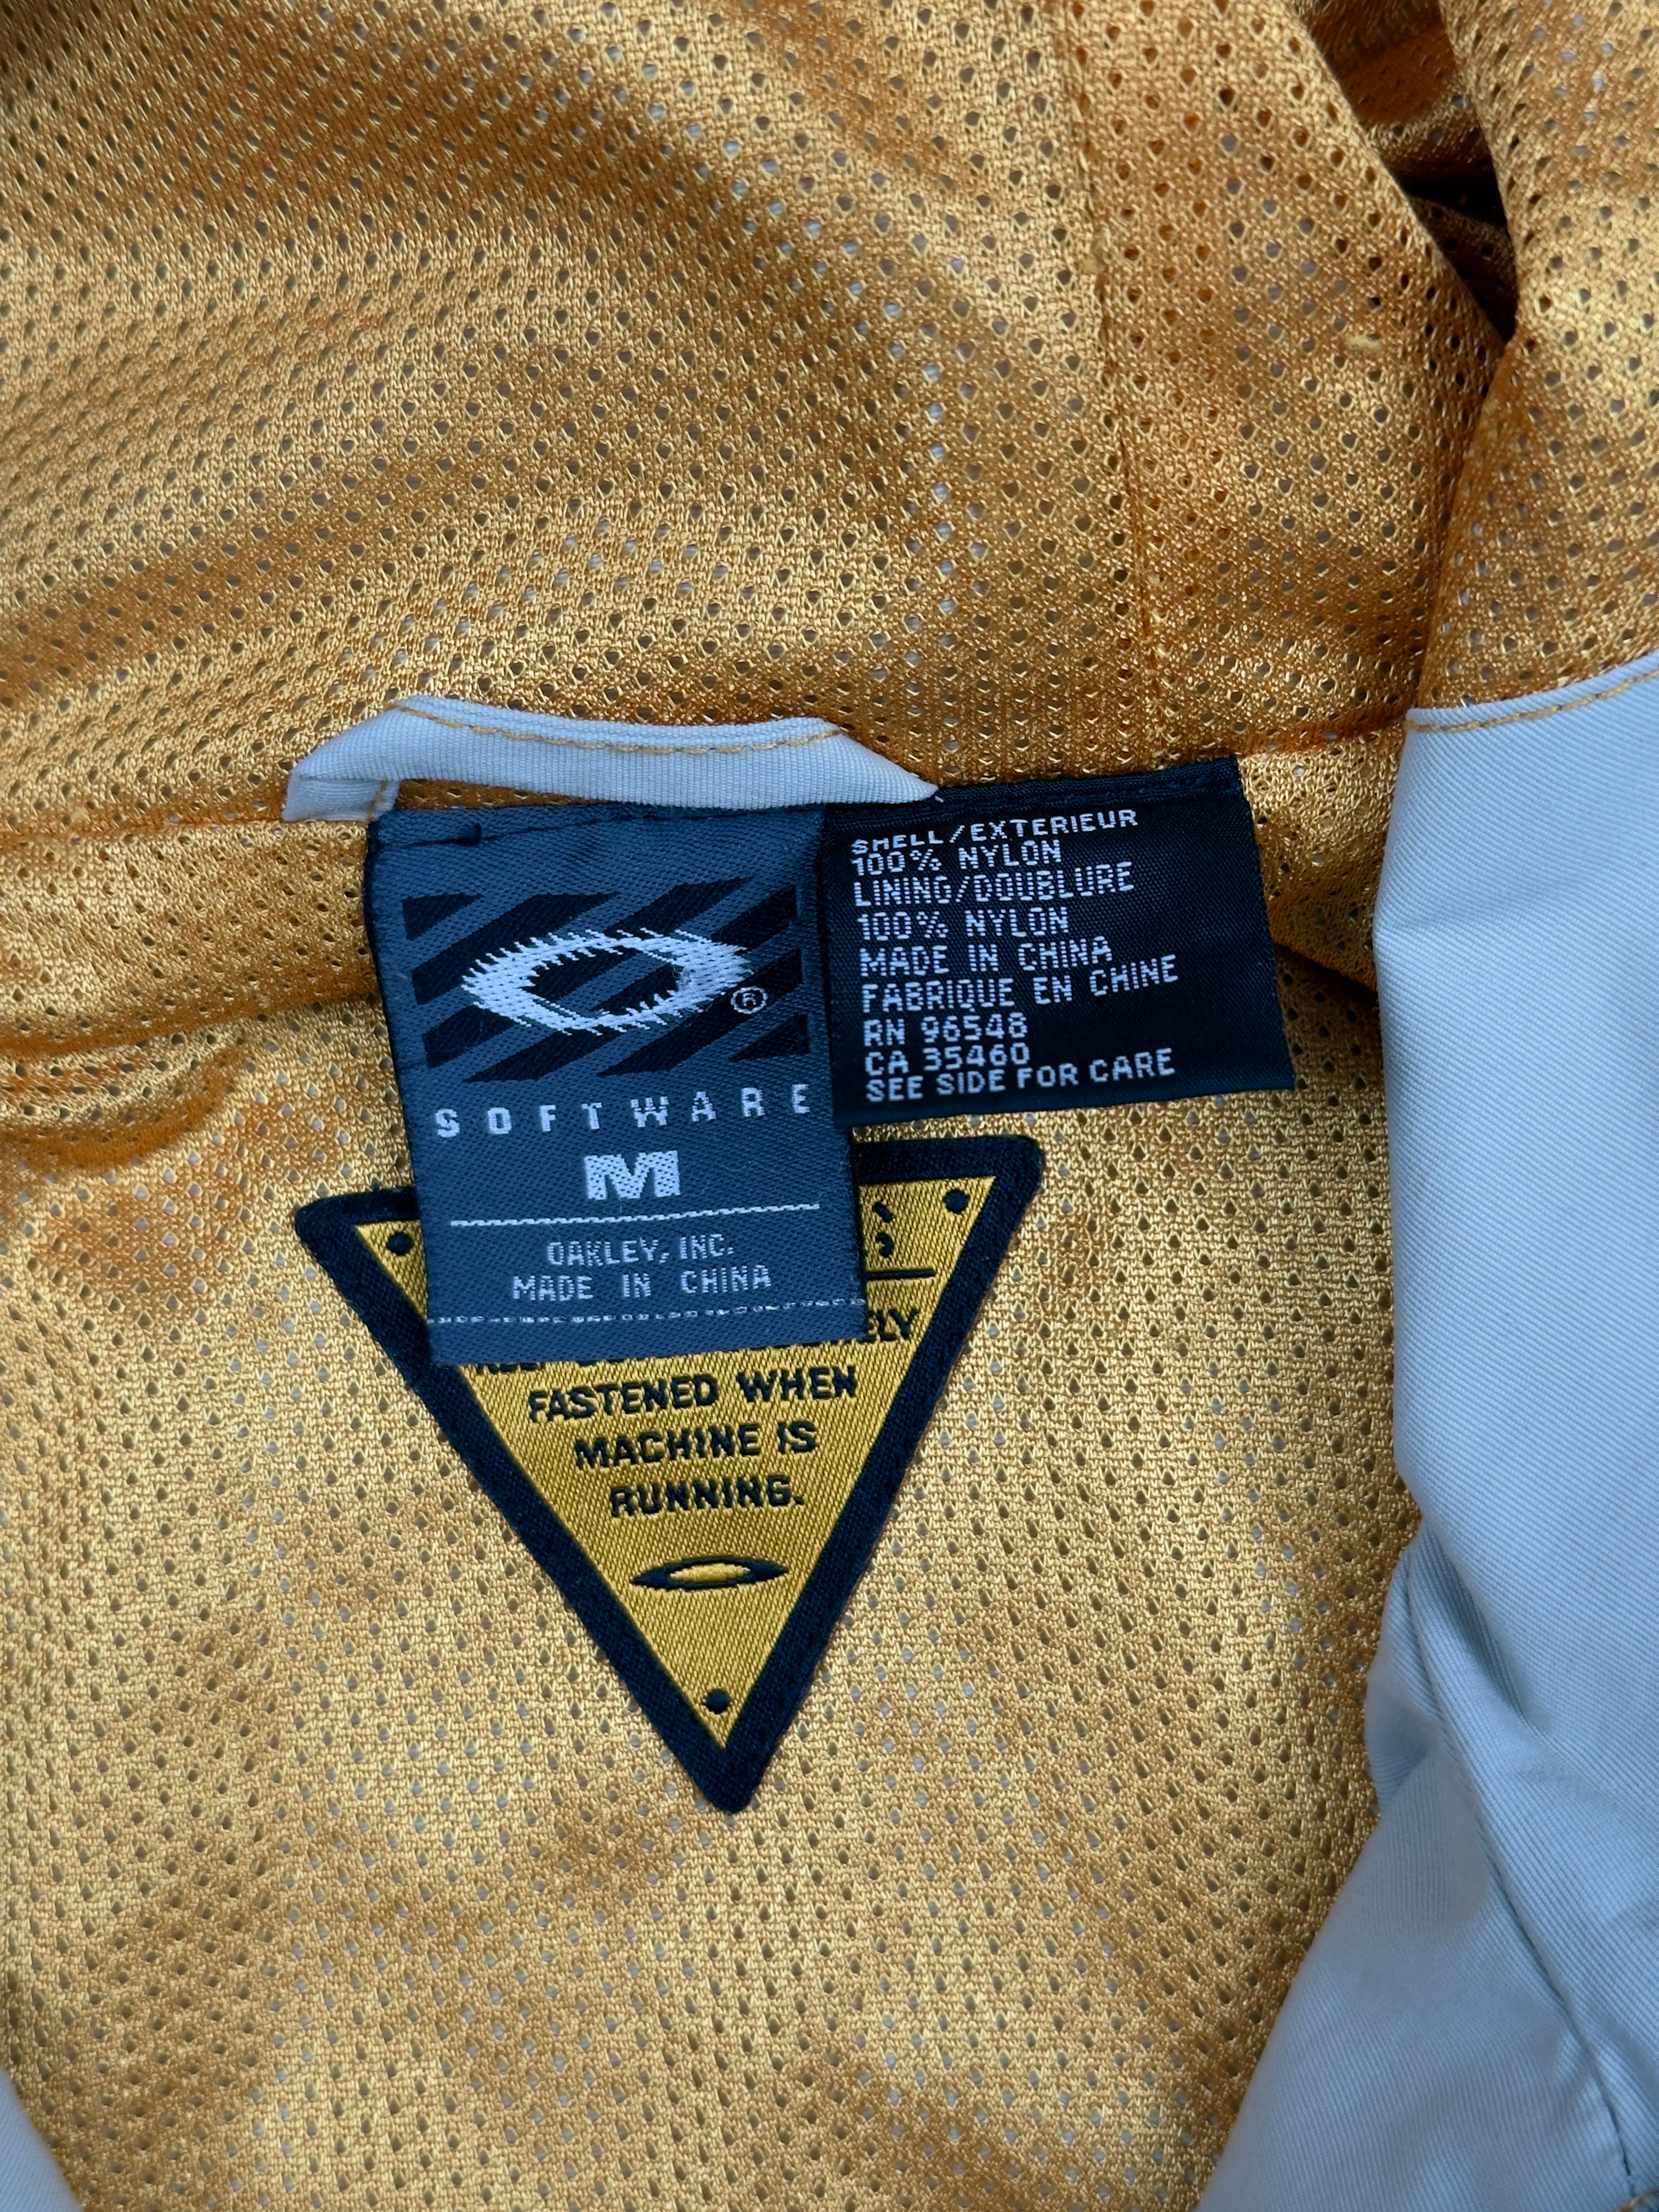 ®
SOFTWARE
M
OAKLEY, INC.
MADE IN CHINA
SHELL/EXTERIEUR
100% NYLON
LINING/DOUBLURE
100% NYLON
MADE IN CHINA
FABRIQUE EN CHINE
RN 96548
CA 35460
SEE SIDE FOR CARE
FASTENED WHEN
MACHINE IS
RUNNING.